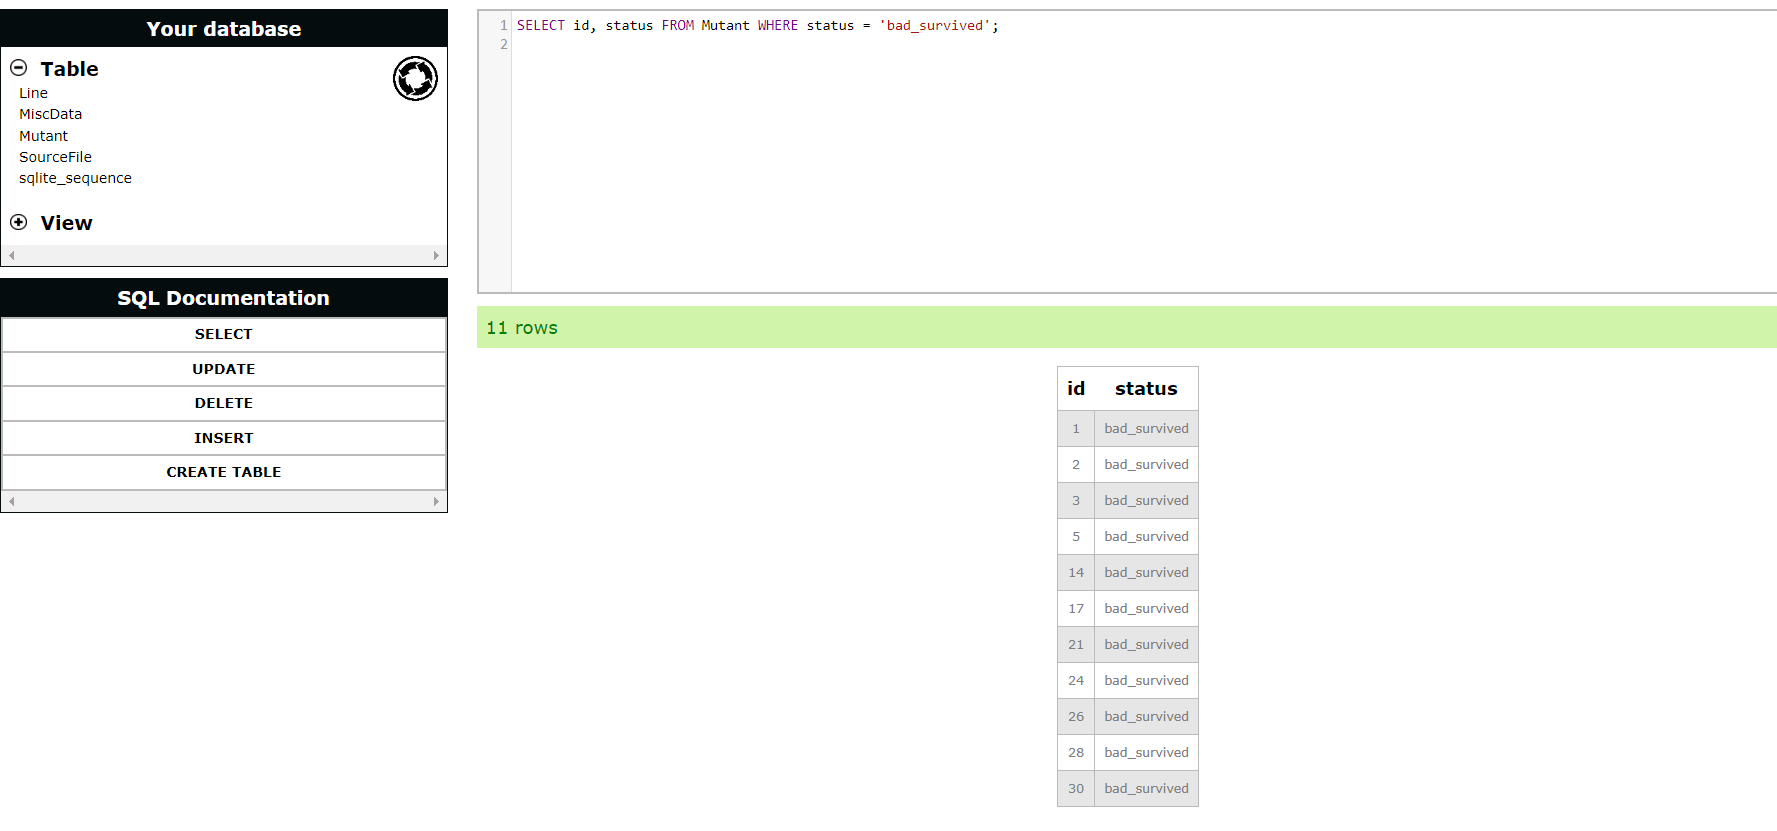 Your database
Table
Line
MiscData
Mutant
SourceFile
sqlite_sequence
View
SQL Documentation
SELECT
UPDATE
DELETE
INSERT
CREATE TABLE
1 SELECT id, status FROM Mutant WHERE status = 'bad_survived';
2
11 rows
id status
1 bad_survived
2 bad_survived
3 bad_survived
5 bad_survived
14 bad_survived
17 bad_survived
21 bad_survived
24 bad_survived
26 bad_survived
28 bad_survived
30 bad_survived